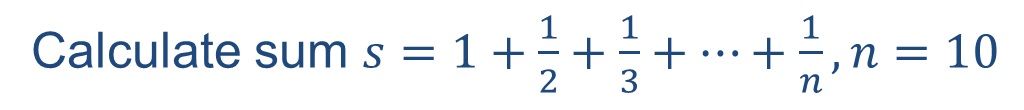 Calculate sum s = 1 + 1/2 + 1/3 + ⋯ + 1/n, n = 10